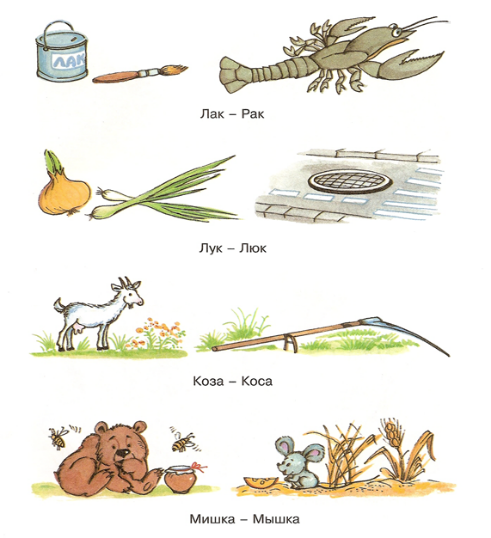 ЛАК
Лак – Рак
Лук – Люк
Коза – Коса
Мишка – Мышка